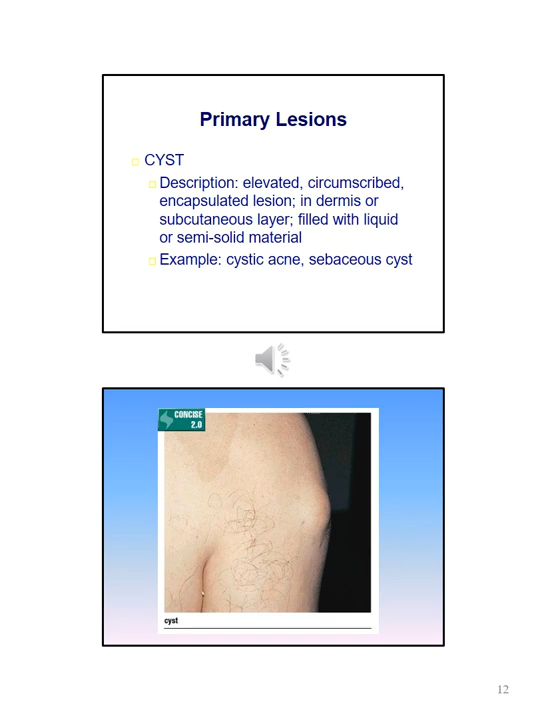 Primary Lesions
CYST
Description: elevated, circumscribed,
encapsulated lesion; in dermis or
subcutaneous layer; filled with liquid
or semi-solid material
Example: cystic acne, sebaceous cyst
CONCISE
2.0
cyst
12